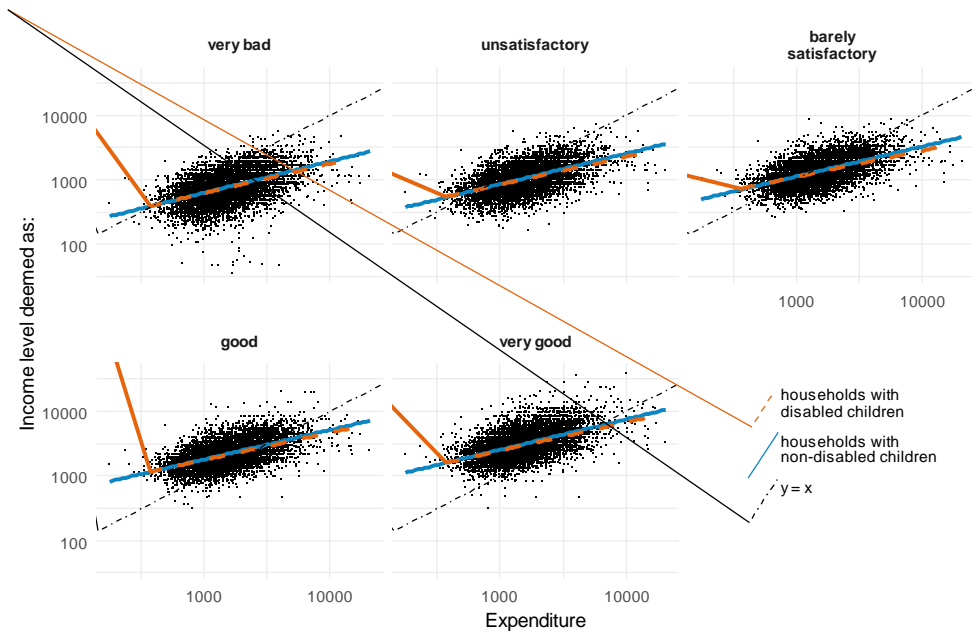 very bad
unsatisfactory
barely
satisfactory
10000
1000
100
1000
10000
Income level deemed as:
good
very good
10000
1000
100
1000
10000
1000
10000
Expenditure
households with
disabled children
households with
non-disabled children
y = x